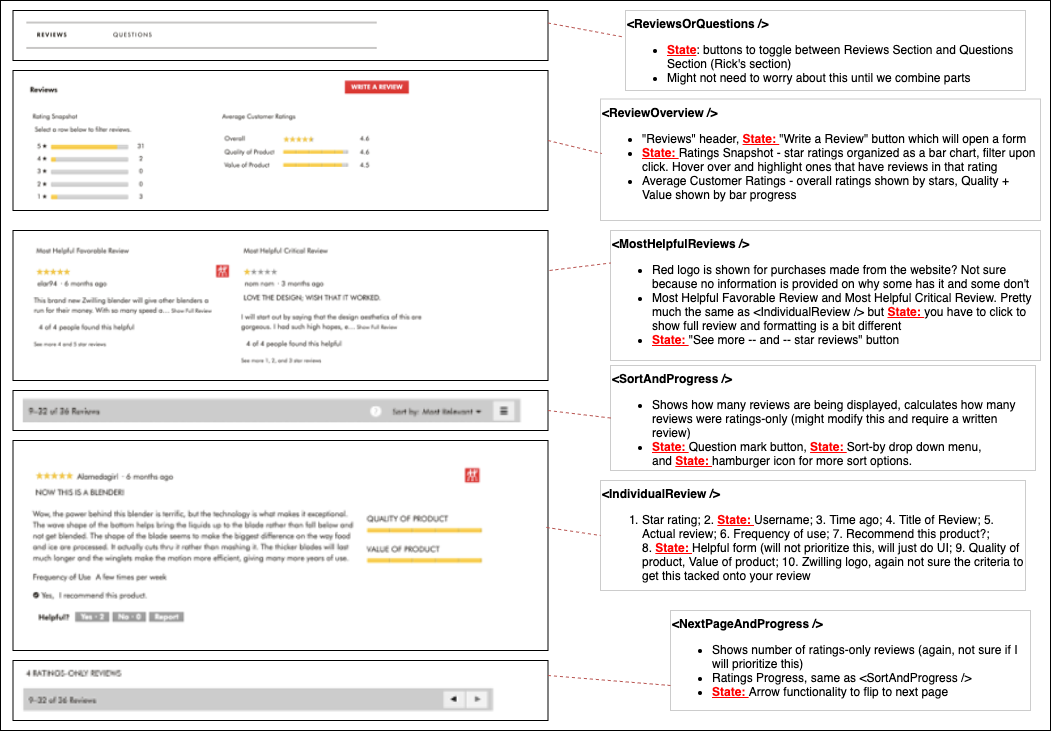 REVIEWS QUESTIONS
<ReviewsOrQuestions />
State: buttons to toggle between Reviews Section and Questions
Section (Rick's section)
Might not need to worry about this until we combine parts
Reviews
WRITE A REVIEW
Rating Snapshot
Select a row below to filter reviews.
5★ 31
4★ 2
3★ 0
2★ 0
1★ 3
Average Customer Ratings
Overall ★★★★★ 4.6
Quality of Product 4.6
Value of Product 4.5
<ReviewOverview />
"Reviews" header, State: "Write a Review" button which will open a form
State: Ratings Snapshot - star ratings organized as a bar chart, filter upon
click. Hover over and highlight ones that have reviews in that rating
Average Customer Ratings - overall ratings shown by stars, Quality +
Value shown by bar progress
Most Helpful Favorable Review
★★★★★
star94 · 6 months ago
This brand new Zwilling blender will give other blenders a
run for their money. With so many speed a... Show Full Review
4 of 4 people found this helpful
See more 4 and 5 star reviews
Most Helpful Critical Review
★★★★★
nom nom · 3 months ago
LOVE THE DESIGN; WISH THAT IT WORKED.
I will start out by saying that the design aesthetics of this are
gorgeous. I had such high hopes, e... Show Full Review
4 of 4 people found this helpful
See more 1, 2, and 3 star reviews
<MostHelpfulReviews />
Red logo is shown for purchases made from the website? Not sure
because no information is provided on why some has it and some don't
Most Helpful Favorable Review and Most Helpful Critical Review. Pretty
much the same as <IndividualReview /> but State: you have to click to
show full review and formatting is a bit different
State: "See more -- and -- star reviews" button
9–32 of 36 Reviews
? Sort by: Most Relevant ▼ ≡
<SortAndProgress />
Shows how many reviews are being displayed, calculates how many
reviews were ratings-only (might modify this and require a written
review)
State: Question mark button, State: Sort-by drop down menu,
and State: hamburger icon for more sort options.
★★★★★ Alamedagirl · 6 months ago
NOW THIS IS A BLENDER!
Wow, the power behind this blender is terrific, but the technology is what makes it exceptional.
The wave shape of the bottom helps bring the liquids up to the blade rather than fall below and
not get blended. The shape of the blade seems to make the biggest difference on the way food
and ice are processed. It actually cuts thru it rather than mashing it. The thicker blades will last
much longer and the winglets make the motion more efficient, giving many more years of use.
Frequency of Use A few times per week
✔ Yes, I recommend this product.
Helpful? Yes · 2 No · 0 Report
QUALITY OF PRODUCT
VALUE OF PRODUCT
<IndividualReview />
1. Star rating; 2. State: Username; 3. Time ago; 4. Title of Review; 5.
Actual review; 6. Frequency of use; 7. Recommend this product?;
8. State: Helpful form (will not prioritize this, will just do UI; 9. Quality of
product, Value of product; 10. Zwilling logo, again not sure the criteria to
get this tacked onto your review
4 RATINGS-ONLY REVIEWS
9–32 of 36 Reviews
◄ ►
<NextPageAndProgress />
Shows number of ratings-only reviews (again, not sure if I
will prioritize this)
Ratings Progress, same as <SortAndProgress />
State: Arrow functionality to flip to next page